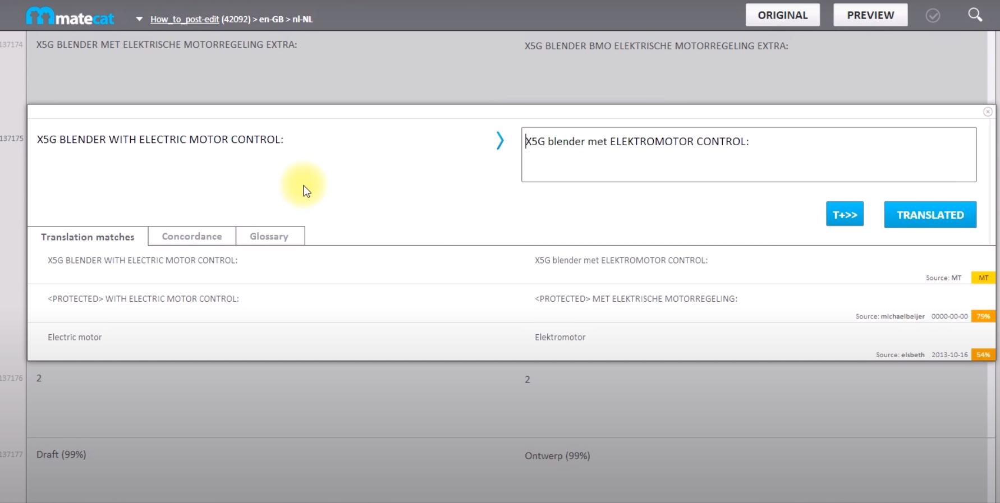 matecat How_to_post-edit (42092) > en-GB > nl-NL ORIGINAL PREVIEW
137174 X5G BLENDER MET ELEKTRISCHE MOTORREGELING EXTRA: X5G BLENDER BMO ELEKTRISCHE MOTORREGELING EXTRA:
137175 X5G BLENDER WITH ELECTRIC MOTOR CONTROL: X5G blender met ELEKTROMOTOR CONTROL:
T+>> TRANSLATED
Translation matches Concordance Glossary
X5G BLENDER WITH ELECTRIC MOTOR CONTROL: X5G blender met ELEKTROMOTOR CONTROL:
Source: MT MT
<PROTECTED> WITH ELECTRIC MOTOR CONTROL: <PROTECTED> MET ELEKTRISCHE MOTORREGELING:
Source: michaelbeijer 0000-00-00 79%
Electric motor Elektromotor
Source: elsbeth 2013-10-16 54%
137176 2 2
137177 Draft (99%) Ontwerp (99%)